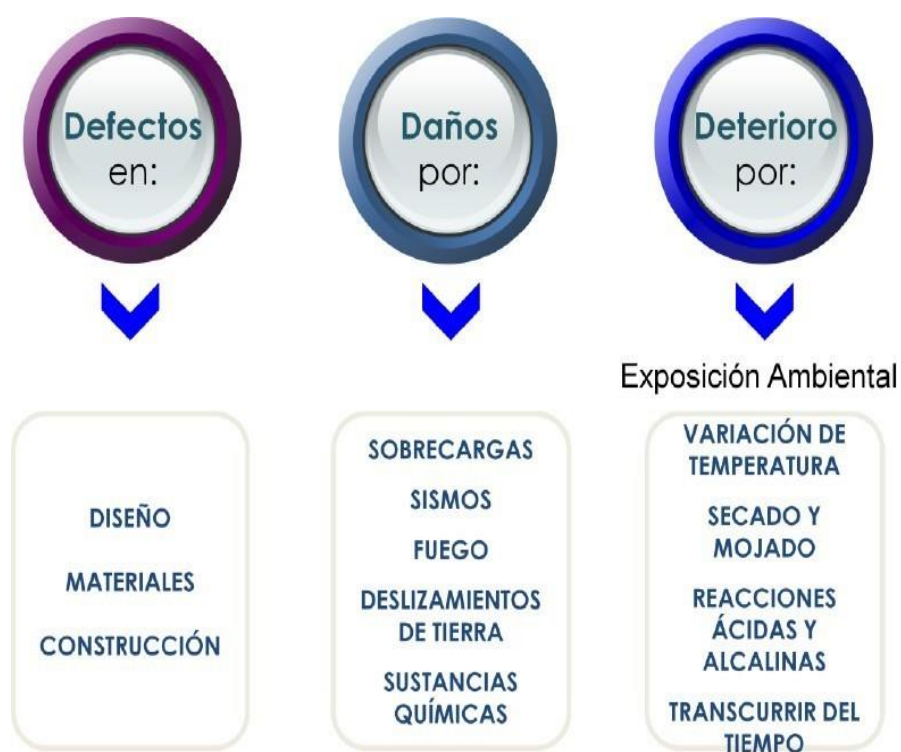 Defectos
en:
DISEÑO
MATERIALES
CONSTRUCCIÓN
Daños
por:
SOBRECARGAS
SISMOS
FUEGO
DESLIZAMIENTOS
DE TIERRA
SUSTANCIAS
QUÍMICAS
Deterioro
por:
Exposición Ambiental
VARIACIÓN DE
TEMPERATURA
SECADO Y
MOJADO
REACCIONES
ÁCIDAS Y
ALCALINAS
TRANSCURRIR DEL
TIEMPO